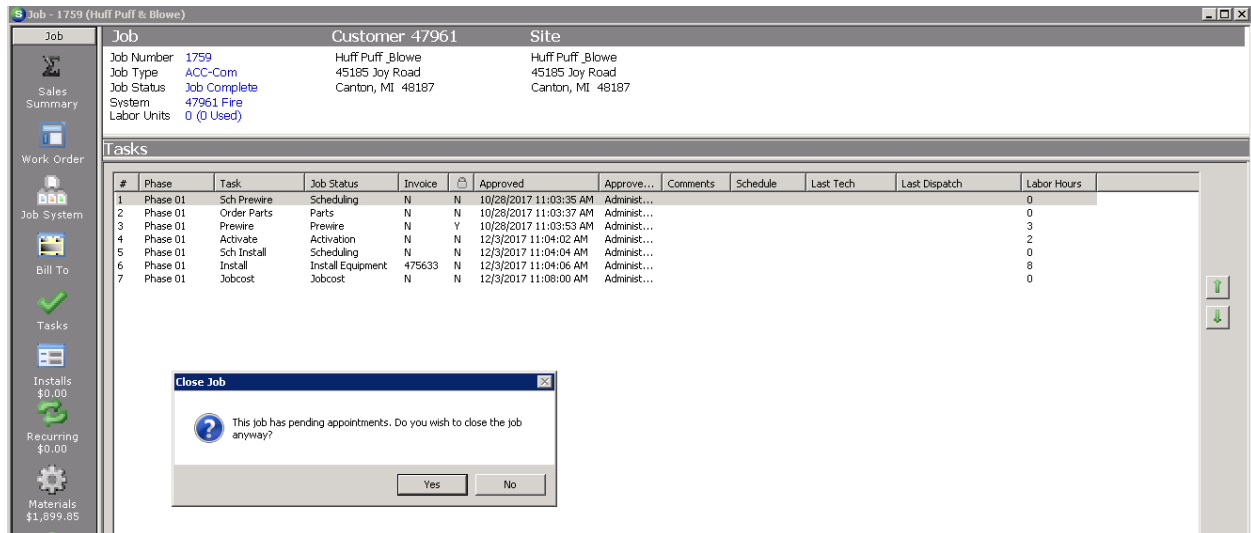 S Job - 1759 (Huff Puff & Blowe)
Job
Sales
Summary
Work Order
Job System
Bill To
Tasks
Installs
$0.00
Recurring
$0.00
Materials
$1,899.85
Job Customer 47961 Site
Job Number 1759 Huff Puff _Blowe Huff Puff _Blowe
Job Type ACC-Com 45185 Joy Road 45185 Joy Road
Job Status Job Complete Canton, MI 48187 Canton, MI 48187
System 47961 Fire
Labor Units 0 (0 Used)
Tasks
# Phase Task Job Status Invoice Approved Approve... Comments Schedule Last Tech Last Dispatch Labor Hours
1 Phase 01 Sch Prewire Scheduling N N 10/28/2017 11:03:35 AM Administ... 0
2 Phase 01 Order Parts Parts N N 10/28/2017 11:03:37 AM Administ... 0
3 Phase 01 Prewire Prewire N Y 10/28/2017 11:03:53 AM Administ... 3
4 Phase 01 Activate Activation N N 12/3/2017 11:04:02 AM Administ... 2
5 Phase 01 Sch Install Scheduling N N 12/3/2017 11:04:04 AM Administ... 0
6 Phase 01 Install Install Equipment 475633 N 12/3/2017 11:04:06 AM Administ... 8
7 Phase 01 Jobcost Jobcost N N 12/3/2017 11:08:00 AM Administ... 0
Close Job
This job has pending appointments. Do you wish to close the job
anyway?
Yes No